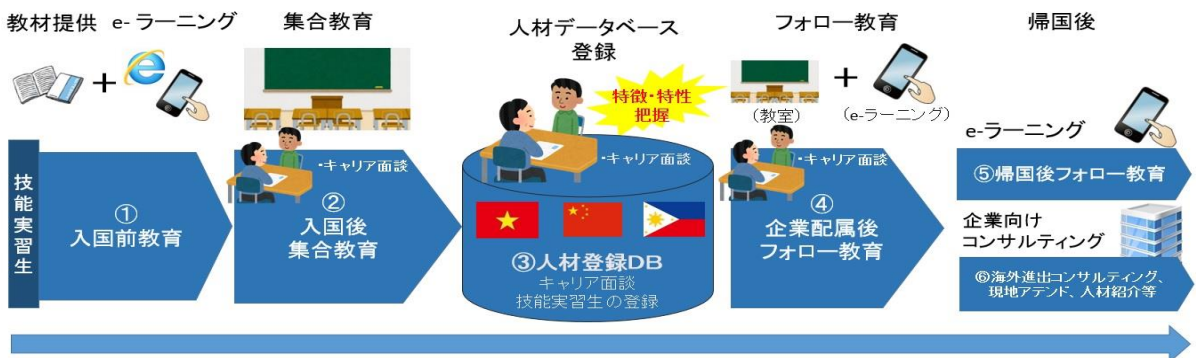 教材提供 e-ラーニング
集合教育
人材データベース
登録
フォロー教育
帰国後
特徴・特性
把握
(教室)
(e-ラーニング)
技能実習生
①
入国前教育
・キャリア面談
②
入国後
集合教育
・キャリア面談
③人材登録DB
キャリア面談
技能実習生の登録
・キャリア面談
④
企業配属後
フォロー教育
e-ラーニング
⑤帰国後フォロー教育
企業向け
コンサルティング
⑥海外進出コンサルティング、
現地アテンド、人材紹介等